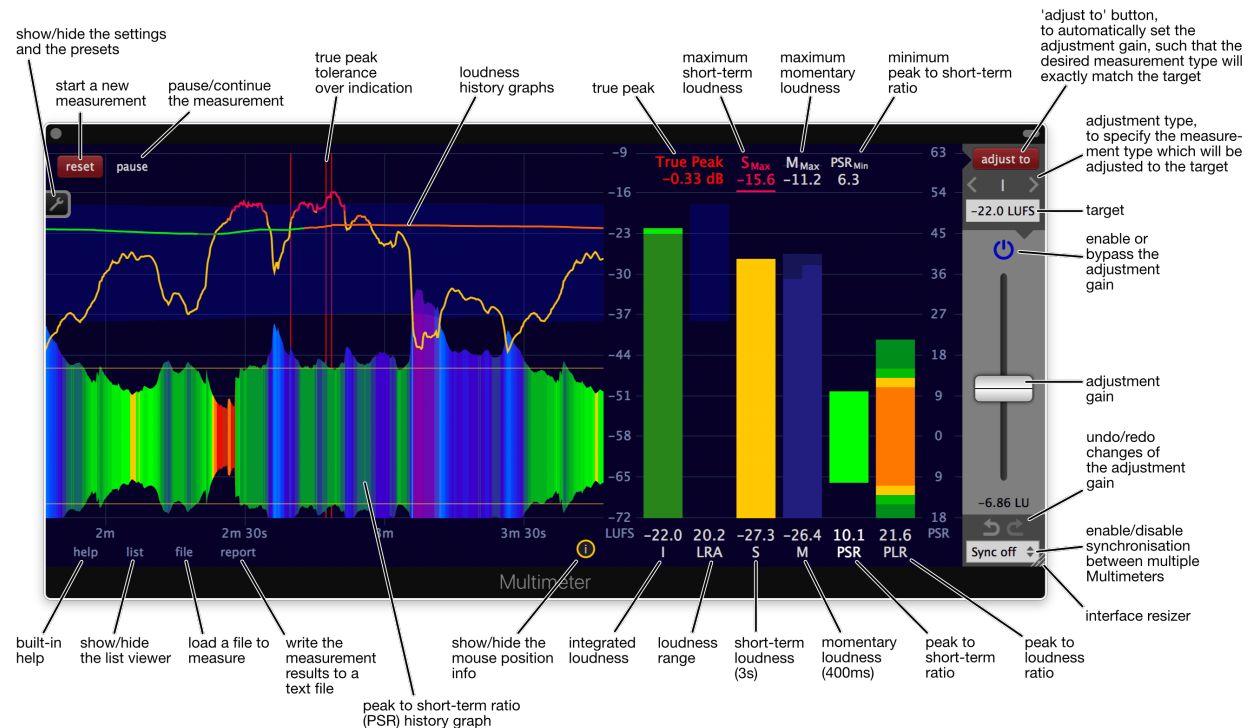 show/hide the settings
and the presets
start a new
measurement
pause/continue
the measurement
true peak
tolerance
over indication
loudness
history graphs
true peak
maximum
short-term
loudness
maximum
momentary
loudness
minimum
peak to short-term
ratio
'adjust to' button,
to automatically set the
adjustment gain, such that the
desired measurement type will
exactly match the target
adjustment type,
to specify the measure-
ment type which will be
adjusted to the target
target
enable or
bypass the
adjustment
gain
adjustment
gain
undo/redo
changes of
the adjustment
gain
enable/disable
synchronisation
between multiple
Multimeters
interface resizer
reset
pause
-9
-16
-23
-30
-37
-44
-51
-58
-65
-72
LUFS
True Peak
-0.33 dB
SMax
-15.6
MMax
-11.2
PSRMin
6.3
63
54
45
36
27
18
9
0
9
18
PSR
adjust to
I
-22.0 LUFS
-6.86 LU
Sync off
2m
2m 30s
3m
3m 30s
-22.0
I
20.2
LRA
-27.3
S
-26.4
M
10.1
PSR
21.6
PLR
help
list
file
report
i
Multimeter
built-in
help
show/hide
the list viewer
load a file to
measure
write the
measurement
results to a
text file
peak to short-term ratio
(PSR) history graph
show/hide the
mouse position
info
integrated
loudness
loudness
range
short-term
loudness
(3s)
momentary
loudness
(400ms)
peak to
short-term
ratio
peak to
loudness
ratio